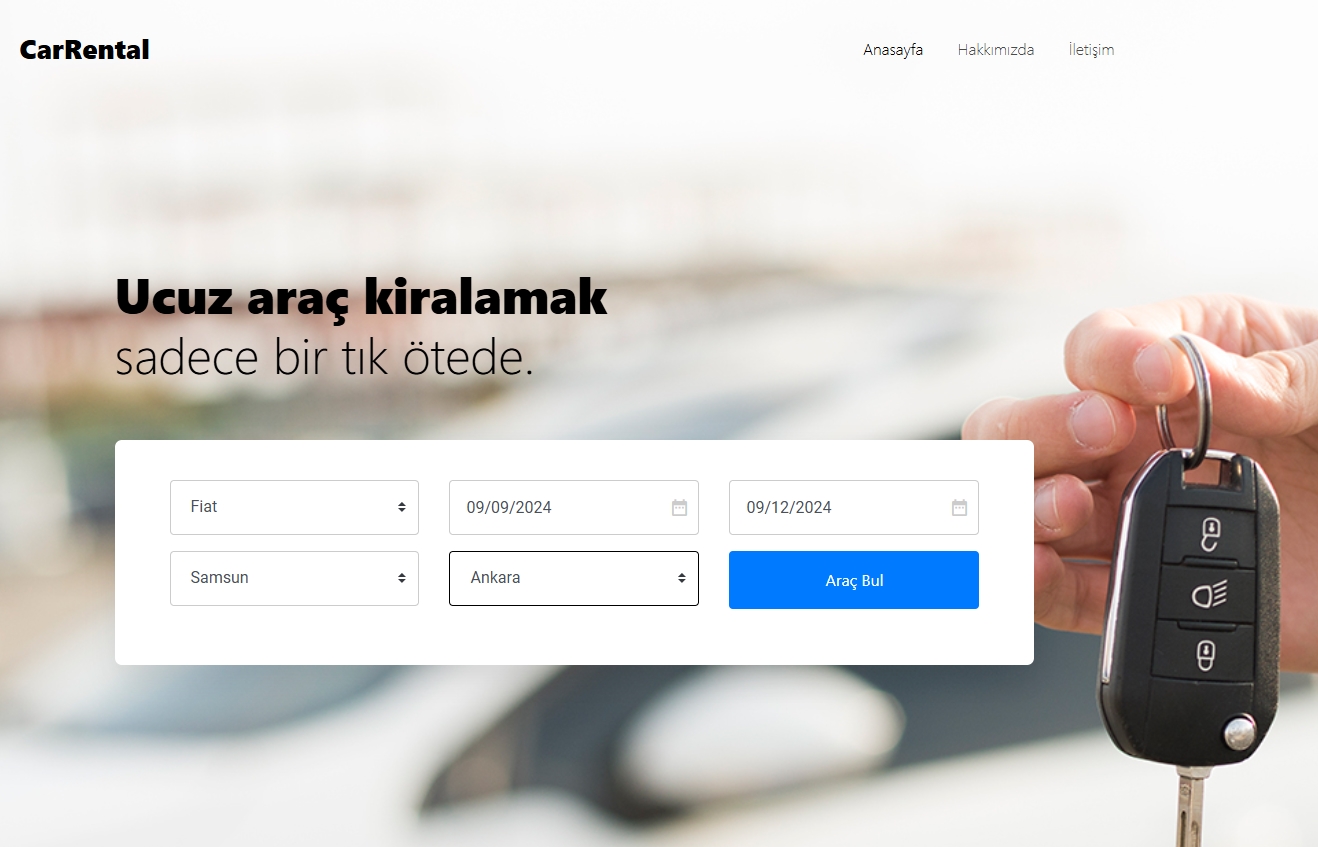 CarRental
Anasayfa Hakkımızda İletişim
Ucuz araç kiralamak
sadece bir tık ötede.
Fiat 09/09/2024 09/12/2024
Samsun Ankara Araç Bul